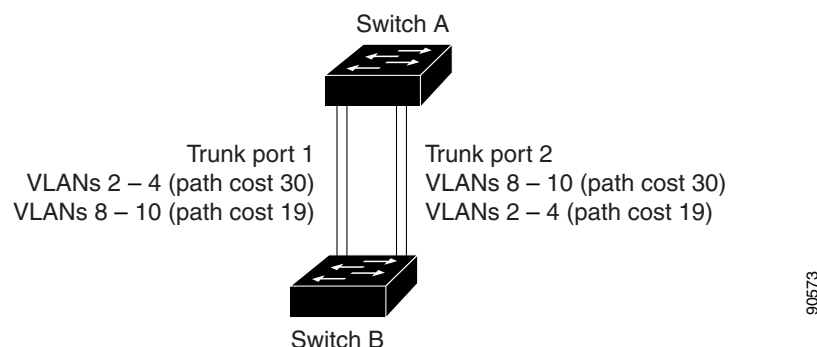 Switch A
Trunk port 1
VLANs 2 – 4 (path cost 30)
VLANs 8 – 10 (path cost 19)
Trunk port 2
VLANs 8 – 10 (path cost 30)
VLANs 2 – 4 (path cost 19)
90573
Switch B